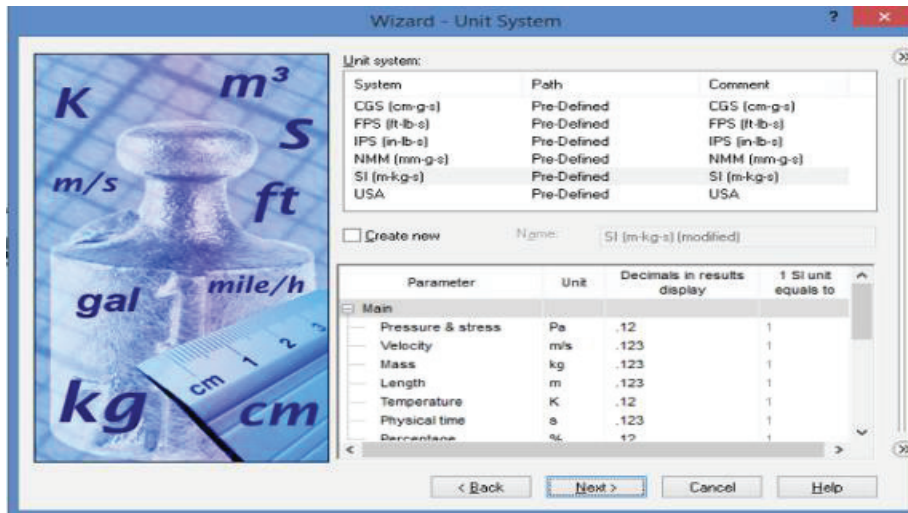 Wizard - Unit System
?
K
m³
s
m/s
ft
gal
mile/h
kg
cm
cm 1 2 3
Unit system:
System Path Comment
CGS (cm-g-s) Pre-Defined CGS (cm-g-s)
FPS (ft-lb-s) Pre-Defined FPS (ft-lb-s)
IPS (in-lb-s) Pre-Defined IPS (in-lb-s)
NMM (mm-g-s) Pre-Defined NMM (mm-g-s)
SI (m-kg-s) Pre-Defined SI (m-kg-s)
USA Pre-Defined USA
Create new Name: SI (m-kg-s) (modified)
Parameter Unit Decimals in results display 1 SI unit equals to
Main
Pressure & stress Pa .12 1
Velocity m/s .123 1
Mass kg .123 1
Length m .123 1
Temperature K .12 1
Physical time s .123 1
Percentage % .12 1
< Back Next > Cancel Help